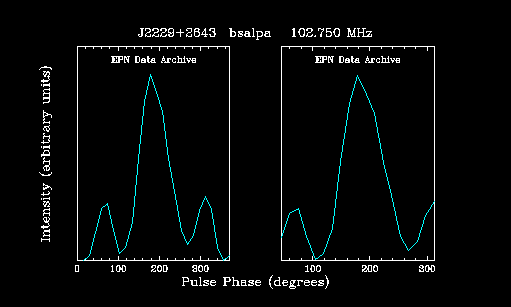 J2229+2643 bsalpa 102.750 MHz
EPN Data Archive EPN Data Archive
Intensity (arbitrary units)
0 100 200 300 100 200 300
Pulse Phase (degrees)